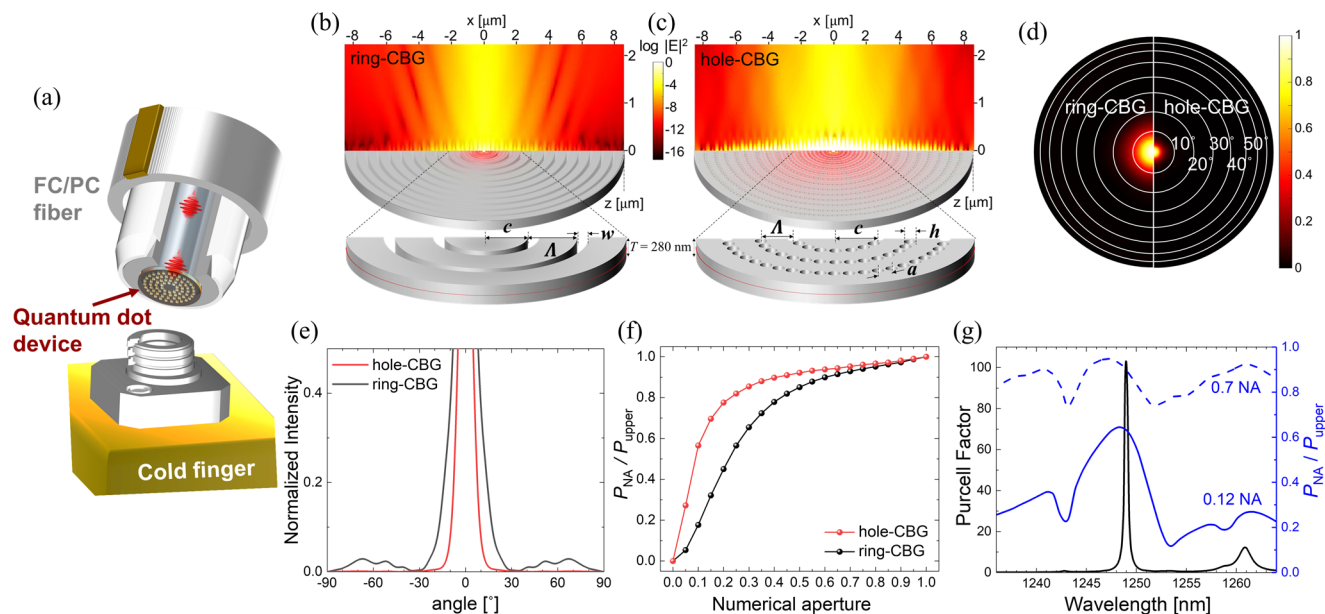 (a)
FC/PC
fiber
Quantum dot
device
Cold finger
(b)
x [μm]
-8 -6 -4 -2 0 2 4 6 8
ring-CBG
log |E|²
0
-4
-8
-12
-16
2
1
0
z [μm]
c
w
Λ
T = 280 nm
(c)
x [μm]
-8 -6 -4 -2 0 2 4 6 8
hole-CBG
2
1
0
z [μm]
Λ
c
h
a
(d)
ring-CBG hole-CBG
10° 30° 50°
20° 40°
1
0.8
0.6
0.4
0.2
0
(e)
hole-CBG
ring-CBG
Normalized Intensity
0.4
0.2
0.0
-90 -60 -30 0 30 60 90
angle [°]
(f)
P_NA / P_upper
1.0
0.8
0.6
0.4
0.2
0.0
hole-CBG
ring-CBG
0.0 0.1 0.2 0.3 0.4 0.5 0.6 0.7 0.8 0.9 1.0
Numerical aperture
(g)
Purcell Factor
100
80
60
40
20
0
0.7 NA
0.12 NA
1.0
0.8
0.6
0.4
0.2
0.0
P_NA / P_upper
1240 1245 1250 1255 1260
Wavelength [nm]